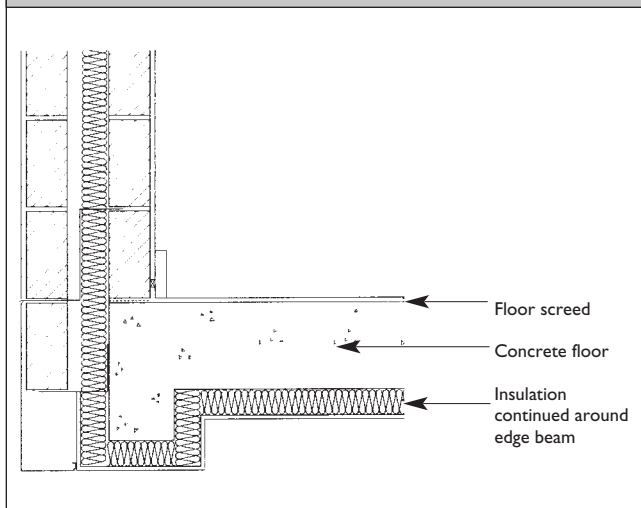 Floor screed
Concrete floor
Insulation
continued around
edge beam